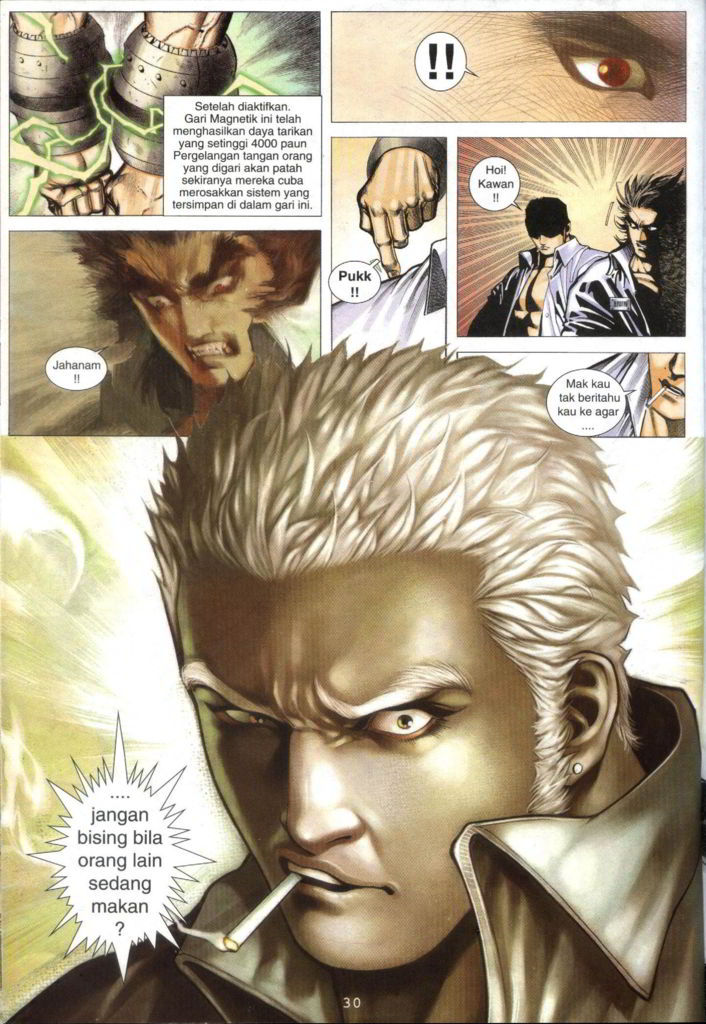 Setelah diaktifkan.
Gari Magnetik ini telah
menghasilkan daya tarikan
yang setinggi 4000 paun
Pergelangan tangan orang
yang digari akan patah
sekiranya mereka cuba
merosakkan sistem yang
tersimpan di dalam gari ini.
!!
Jahanam
!!
Pukk
!!
Hoi!
Kawan
!!
Mak kau
tak beritahu
kau ke agar
....
....
jangan
bising bila
orang lain
sedang
makan
?
30